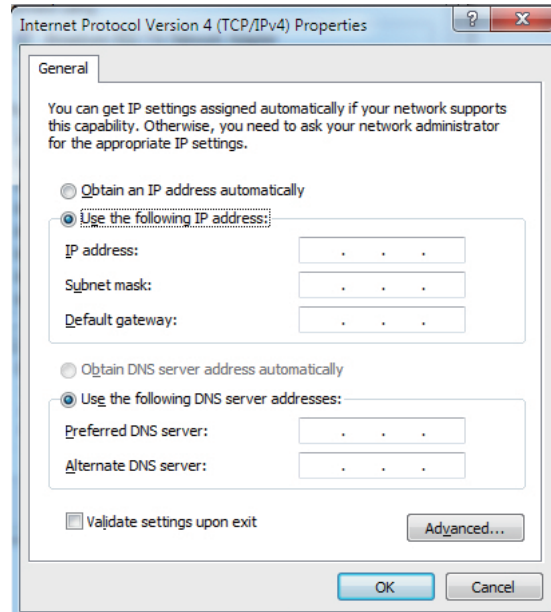 Internet Protocol Version 4 (TCP/IPv4) Properties
General
You can get IP settings assigned automatically if your network supports
this capability. Otherwise, you need to ask your network administrator
for the appropriate IP settings.
Obtain an IP address automatically
Use the following IP address:
IP address:
Subnet mask:
Default gateway:
Obtain DNS server address automatically
Use the following DNS server addresses:
Preferred DNS server:
Alternate DNS server:
Validate settings upon exit
Advanced...
OK Cancel